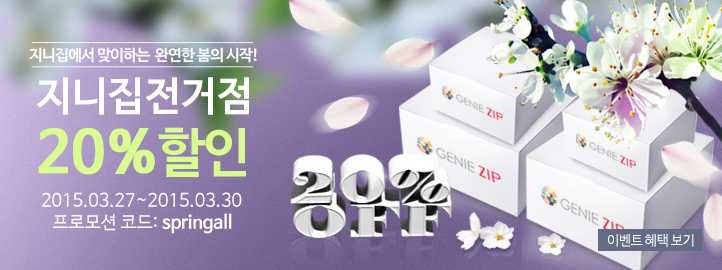 지니집에서 맞이하는 완연한 봄의 시작!
지니집전거점
20%할인
2015.03.27~2015.03.30
프로모션 코드: springall
20%
OFF
GENIE ZIP
GENIE ZIP
GENIE ZIP
GENIE ZIP
이벤트 혜택 보기